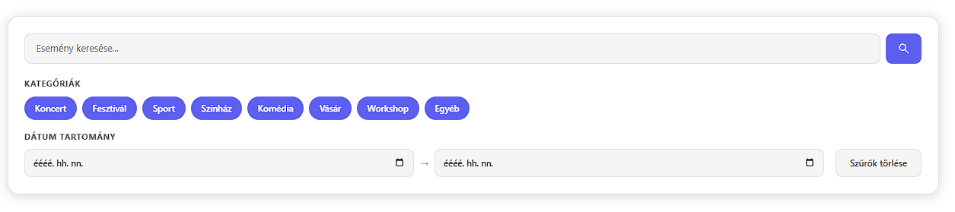 Esemény keresése...
KATEGÓRIÁK
Koncert Fesztivál Sport Színház Komédia Vásár Workshop Egyéb
DÁTUM TARTOMÁNY
éééé. hh. nn. → éééé. hh. nn. Szűrők törlése